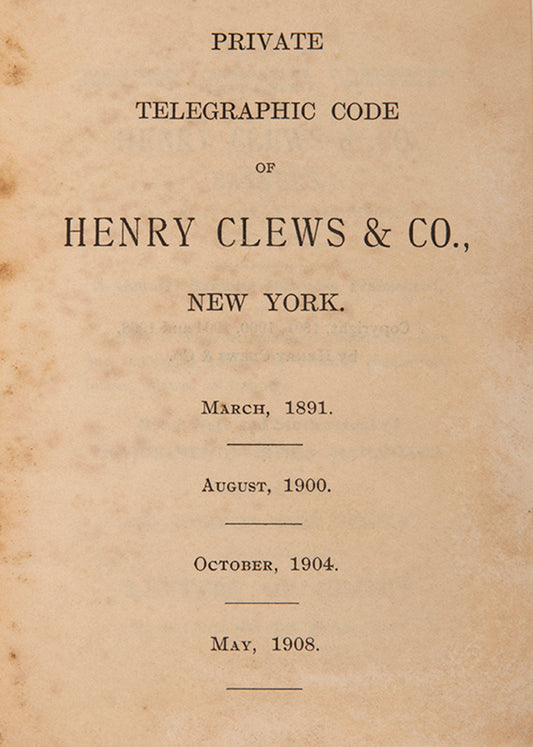 PRIVATE
TELEGRAPHIC CODE
OF
HENRY CLEWS & CO.,
NEW YORK.
March, 1891.
August, 1900.
October, 1904.
May, 1908.